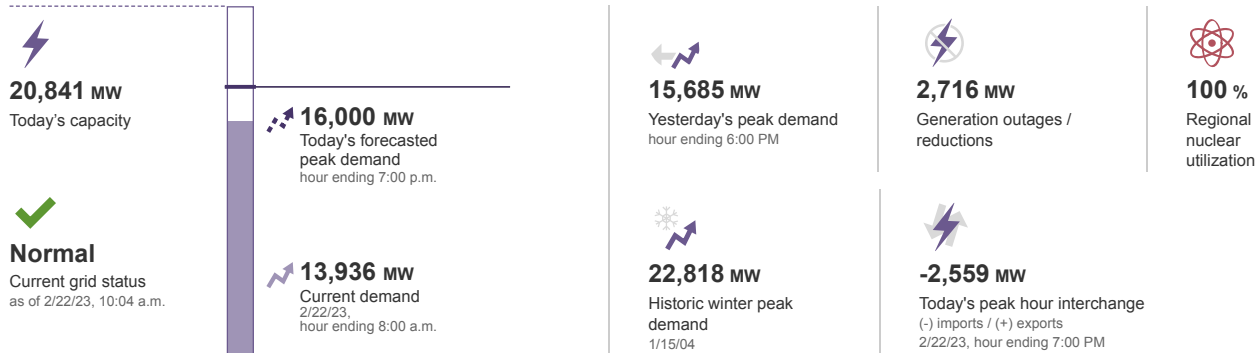 20,841 MW
Today's capacity
Normal
Current grid status
as of 2/22/23, 10:04 a.m.
16,000 MW
Today's forecasted
peak demand
hour ending 7:00 p.m.
13,936 MW
Current demand
2/22/23,
hour ending 8:00 a.m.
15,685 MW
Yesterday's peak demand
hour ending 6:00 PM
2,716 MW
Generation outages /
reductions
100 %
Regional
nuclear
utilization
22,818 MW
Historic winter peak
demand
1/15/04
-2,559 MW
Today's peak hour interchange
(-) imports / (+) exports
2/22/23, hour ending 7:00 PM